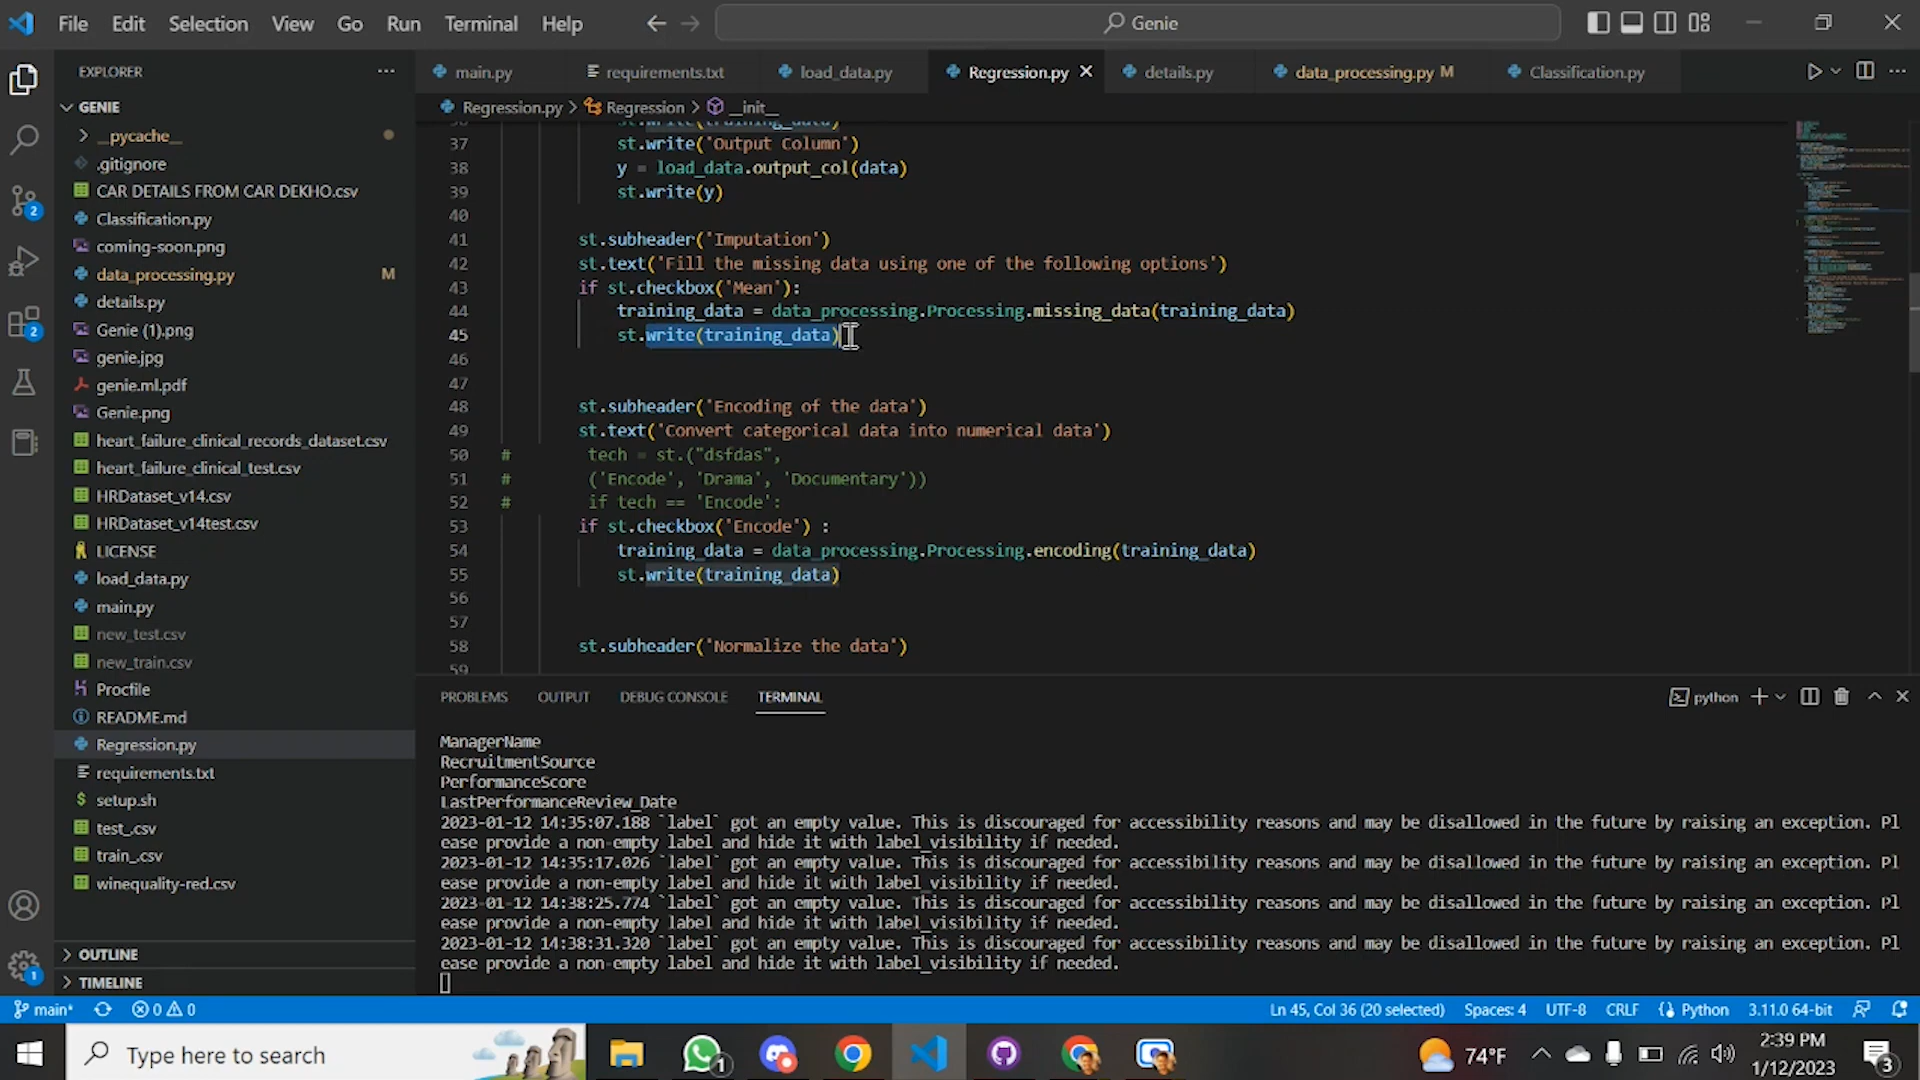 File Edit Selection View Go Run Terminal Help
Genie
EXPLORER
GENIE
__pycache__
.gitignore
CAR DETAILS FROM CAR DEKHO.csv
Classification.py
coming-soon.png
data_processing.py M
details.py
Genie (1).png
genie.jpg
genie.ml.pdf
Genie.png
heart_failure_clinical_records_dataset.csv
heart_failure_clinical_test.csv
HRDataset_v14.csv
HRDataset_v14test.csv
LICENSE
load_data.py
main.py
new_test.csv
new_train.csv
Procfile
README.md
Regression.py
requirements.txt
setup.sh
test_.csv
train_.csv
winequality-red.csv
OUTLINE
TIMELINE
2
2
1
main.py requirements.txt load_data.py Regression.py details.py data_processing.py M Classification.py
Regression.py > Regression > __init__
36 st.write(training_data)
37 st.write('Output Column')
38 y = load_data.output_col(data)
39 st.write(y)
40
41 st.subheader('Imputation')
42 st.text('Fill the missing data using one of the following options')
43 if st.checkbox('Mean'):
44 training_data = data_processing.Processing.missing_data(training_data)
45 st.write(training_data)
46
47
48 st.subheader('Encoding of the data')
49 st.text('Convert categorical data into numerical data')
50 # tech = st.("dsfdas",
51 # ('Encode', 'Drama', 'Documentary'))
52 # if tech == 'Encode':
53 if st.checkbox('Encode') :
54 training_data = data_processing.Processing.encoding(training_data)
55 st.write(training_data)
56
57
58 st.subheader('Normalize the data')
59
PROBLEMS OUTPUT DEBUG CONSOLE TERMINAL
python
ManagerName
RecruitmentSource
PerformanceScore
LastPerformanceReview_Date
2023-01-12 14:35:07.188 `label` got an empty value. This is discouraged for accessibility reasons and may be disallowed in the future by raising an exception. Pl
ease provide a non-empty label and hide it with label_visibility if needed.
2023-01-12 14:35:17.026 `label` got an empty value. This is discouraged for accessibility reasons and may be disallowed in the future by raising an exception. Pl
ease provide a non-empty label and hide it with label_visibility if needed.
2023-01-12 14:38:25.774 `label` got an empty value. This is discouraged for accessibility reasons and may be disallowed in the future by raising an exception. Pl
ease provide a non-empty label and hide it with label_visibility if needed.
2023-01-12 14:38:31.320 `label` got an empty value. This is discouraged for accessibility reasons and may be disallowed in the future by raising an exception. Pl
ease provide a non-empty label and hide it with label_visibility if needed.
main* 0 0 Ln 45, Col 36 (20 selected) Spaces: 4 UTF-8 CRLF Python 3.11.0 64-bit
Type here to search
1
74°F
2:39 PM
1/12/2023
3